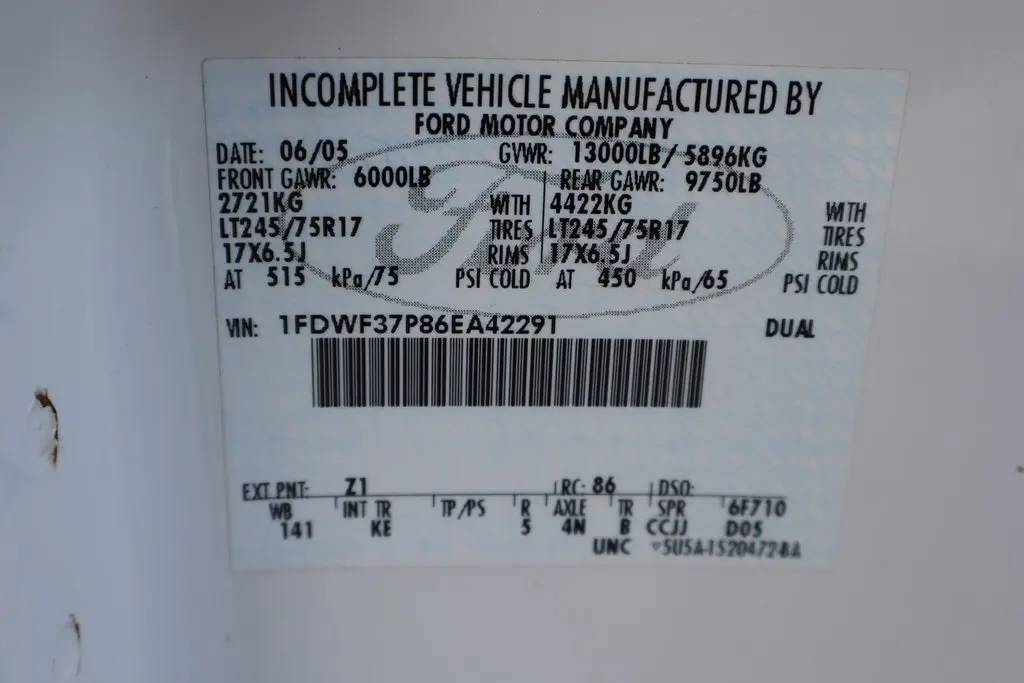 INCOMPLETE VEHICLE MANUFACTURED BY
FORD MOTOR COMPANY
DATE: 06/05 GVWR: 13000LB/5896KG
FRONT GAWR: 6000LB REAR GAWR: 9750LB
2721KG WITH 4422KG WITH
LT245/75R17 TIRES LT245/75R17 TIRES
17X6.5J RIMS 17X6.5J RIMS
AT 515 kPa/75 PSI COLD AT 450 kPa/65 PSI COLD
Ford
VIN: 1FDWF37P86EA42291 DUAL
EXT PNT: Z1 RC: 86 DSO:
WB INT TR TP/PS R AXLE TR SPR 6F710
141 KE 5 4N B CCJJ D05
UNC